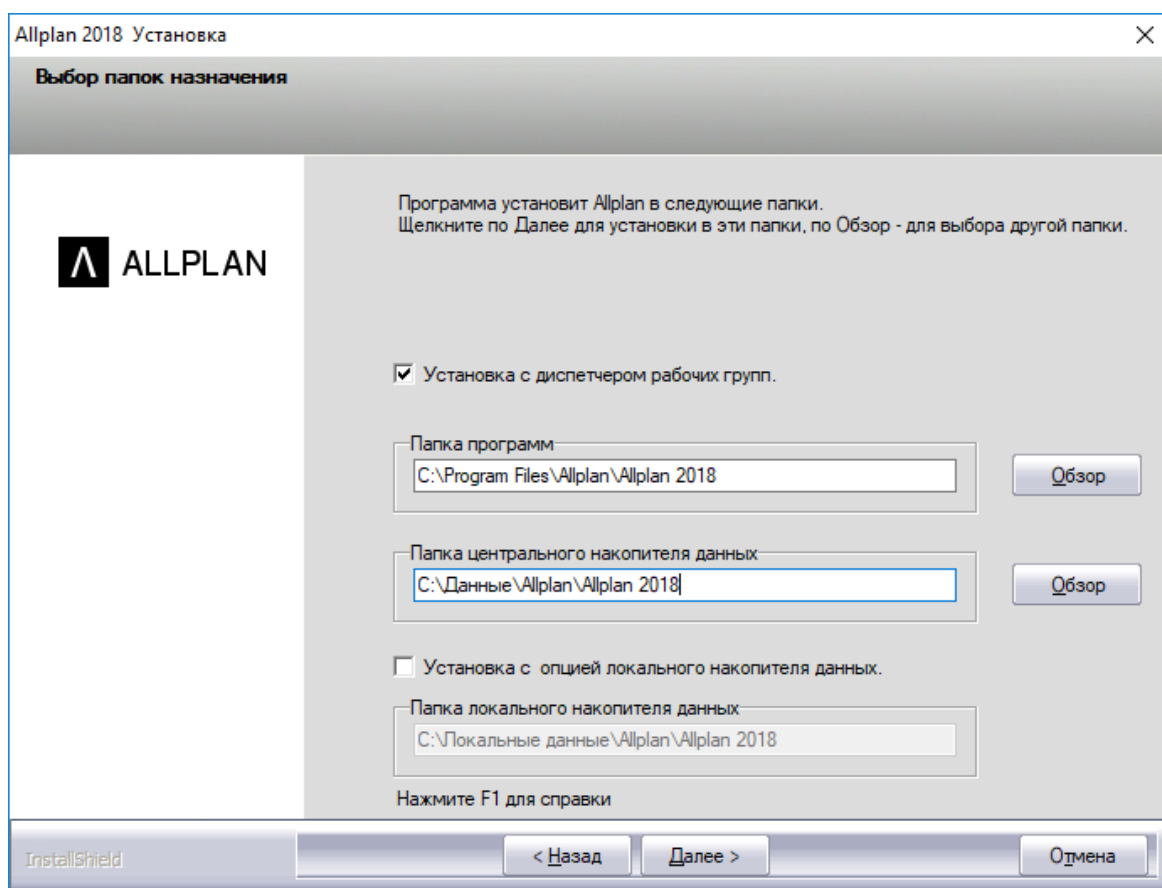 Allplan 2018 Установка
Выбор папок назначения
ALLPLAN
Программа установит Allplan в следующие папки.
Щелкните по Далее для установки в эти папки, по Обзор - для выбора другой папки.
Установка с диспетчером рабочих групп.
Папка программ
C:\Program Files\Allplan\Allplan 2018
Обзор
Папка центрального накопителя данных
C:\Данные\Allplan\Allplan 2018
Обзор
Установка с опцией локального накопителя данных.
Папка локального накопителя данных
C:\Локальные данные\Allplan\Allplan 2018
Нажмите F1 для справки
InstallShield
< Назад
Далее >
Отмена